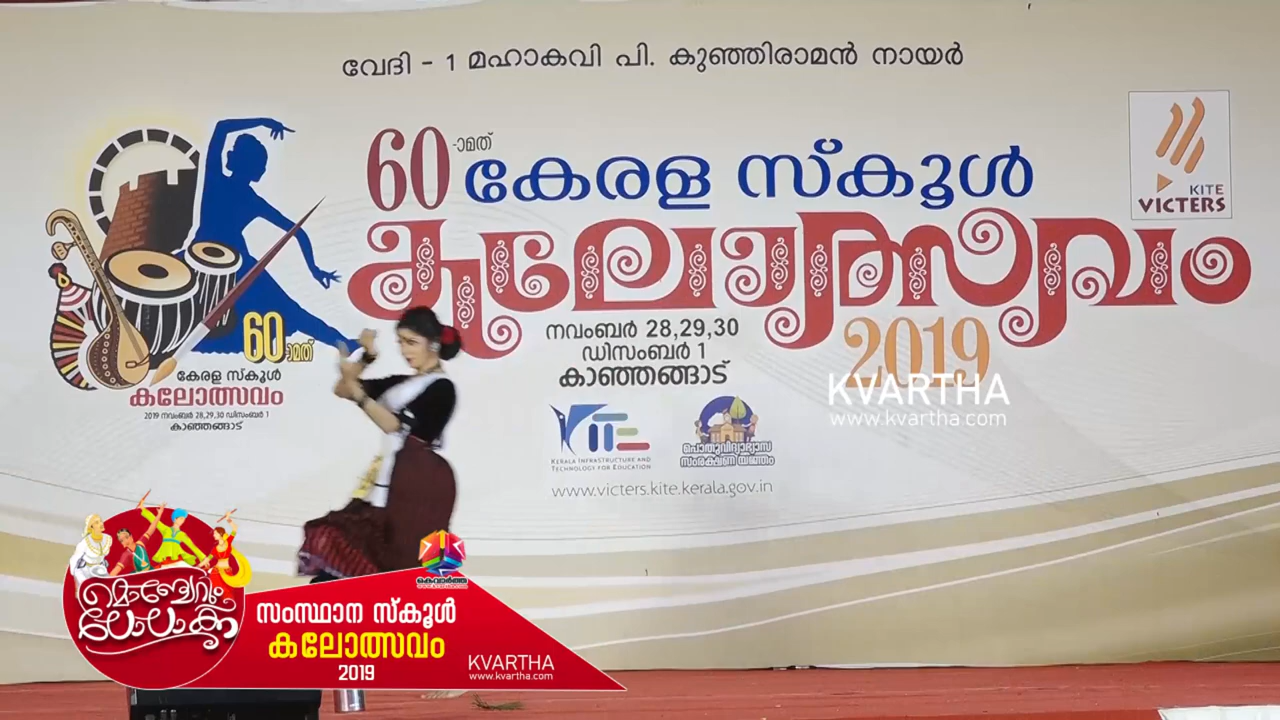 വേദി - 1 മഹാകവി പി. കുഞ്ഞിരാമൻ നായർ
60-ാമത്
കേരള സ്കൂൾ
കലോത്സവം
2019
നവംബർ 28,29,30
ഡിസംബർ 1
കാഞ്ഞങ്ങാട്
KITE
VICTERS
60-ാമത്
കേരള സ്കൂൾ
കലോത്സവം
2019 നവംബർ 28,29,30 ഡിസംബർ 1
കാഞ്ഞങ്ങാട്
KITE
KERALA INFRASTRUCTURE AND
TECHNOLOGY FOR EDUCATION
പൊതുവിദ്യാഭ്യാസ
സംരക്ഷണ യജ്ഞം
www.victers.kite.kerala.gov.in
KVARTHA
www.kvartha.com
കെവാർത്ത
മൊഞ്ചേറും
ലോലാക്ക്
സംസ്ഥാന സ്കൂൾ
കലോത്സവം
2019
KVARTHA
www.kvartha.com